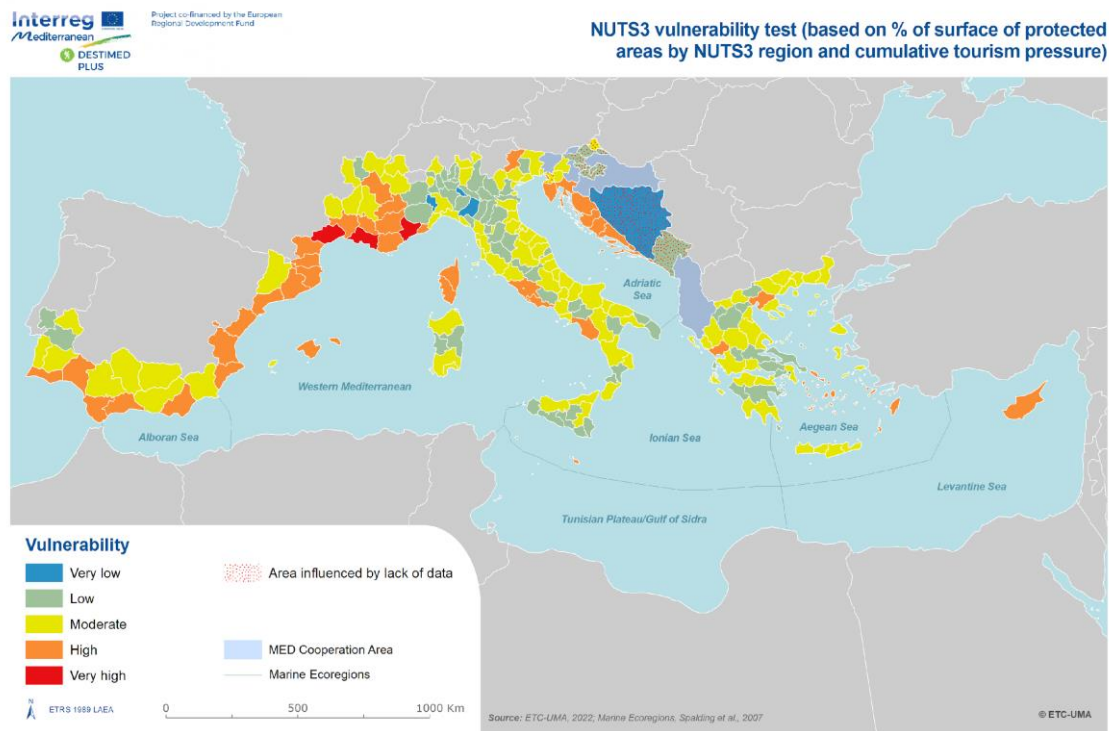 Interreg
Mediterranean
DESTIMED
PLUS
Project co-financed by the European
Regional Development Fund
NUTS3 vulnerability test (based on % of surface of protected
areas by NUTS3 region and cumulative tourism pressure)
Adriatic
Sea
Western Mediterranean
Alboran Sea
Ionian Sea
Aegean Sea
Levantine Sea
Tunisian Plateau/Gulf of Sidra
Vulnerability
Very low
Low
Moderate
High
Very high
Area influenced by lack of data
MED Cooperation Area
Marine Ecoregions
N
ETRS 1989 LAEA
0 500 1000 Km
Source: ETC-UMA, 2022; Marine Ecoregions, Spalding et al., 2007
© ETC-UMA